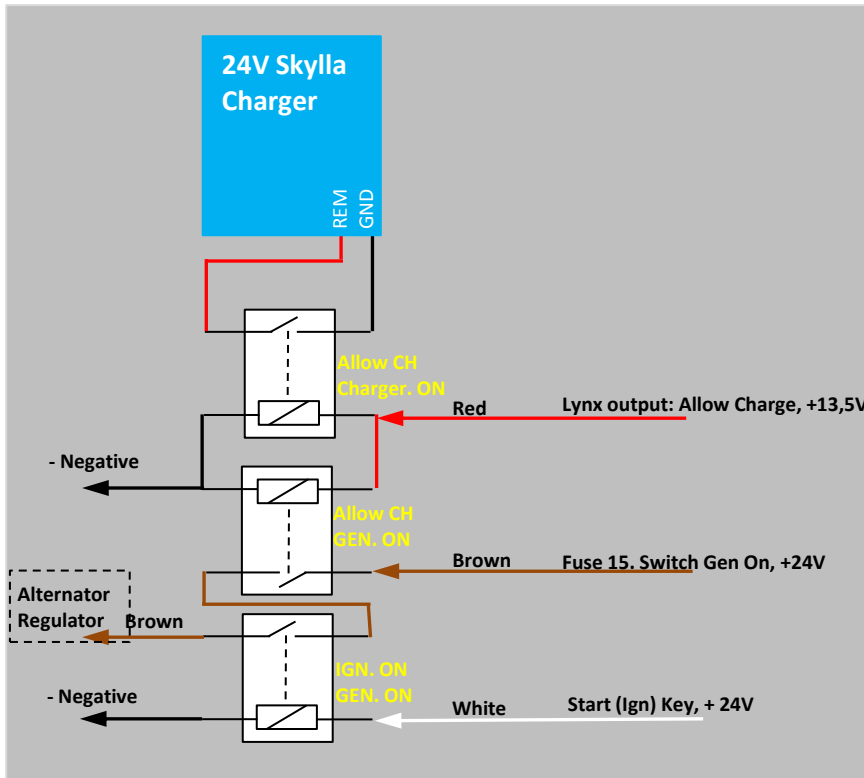 24V Skylla
Charger
REM
GND
Allow CH
Charger. ON
Red
Lynx output: Allow Charge, +13,5V
- Negative
Allow CH
GEN. ON
Brown
Fuse 15. Switch Gen On, +24V
Alternator
Regulator
Brown
IGN. ON
GEN. ON
- Negative
White
Start (Ign) Key, + 24V